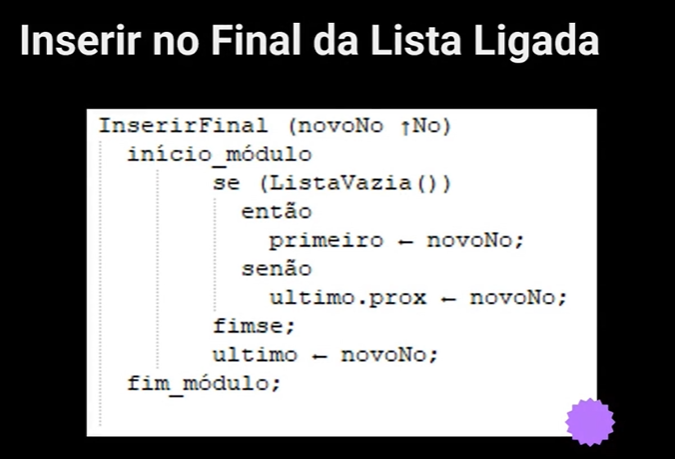 Inserir no Final da Lista Ligada
InserirFinal (novoNo ↑No)
início_módulo
se (ListaVazia())
então
primeiro ← novoNo;
senão
ultimo.prox ← novoNo;
fimse;
ultimo ← novoNo;
fim_módulo;